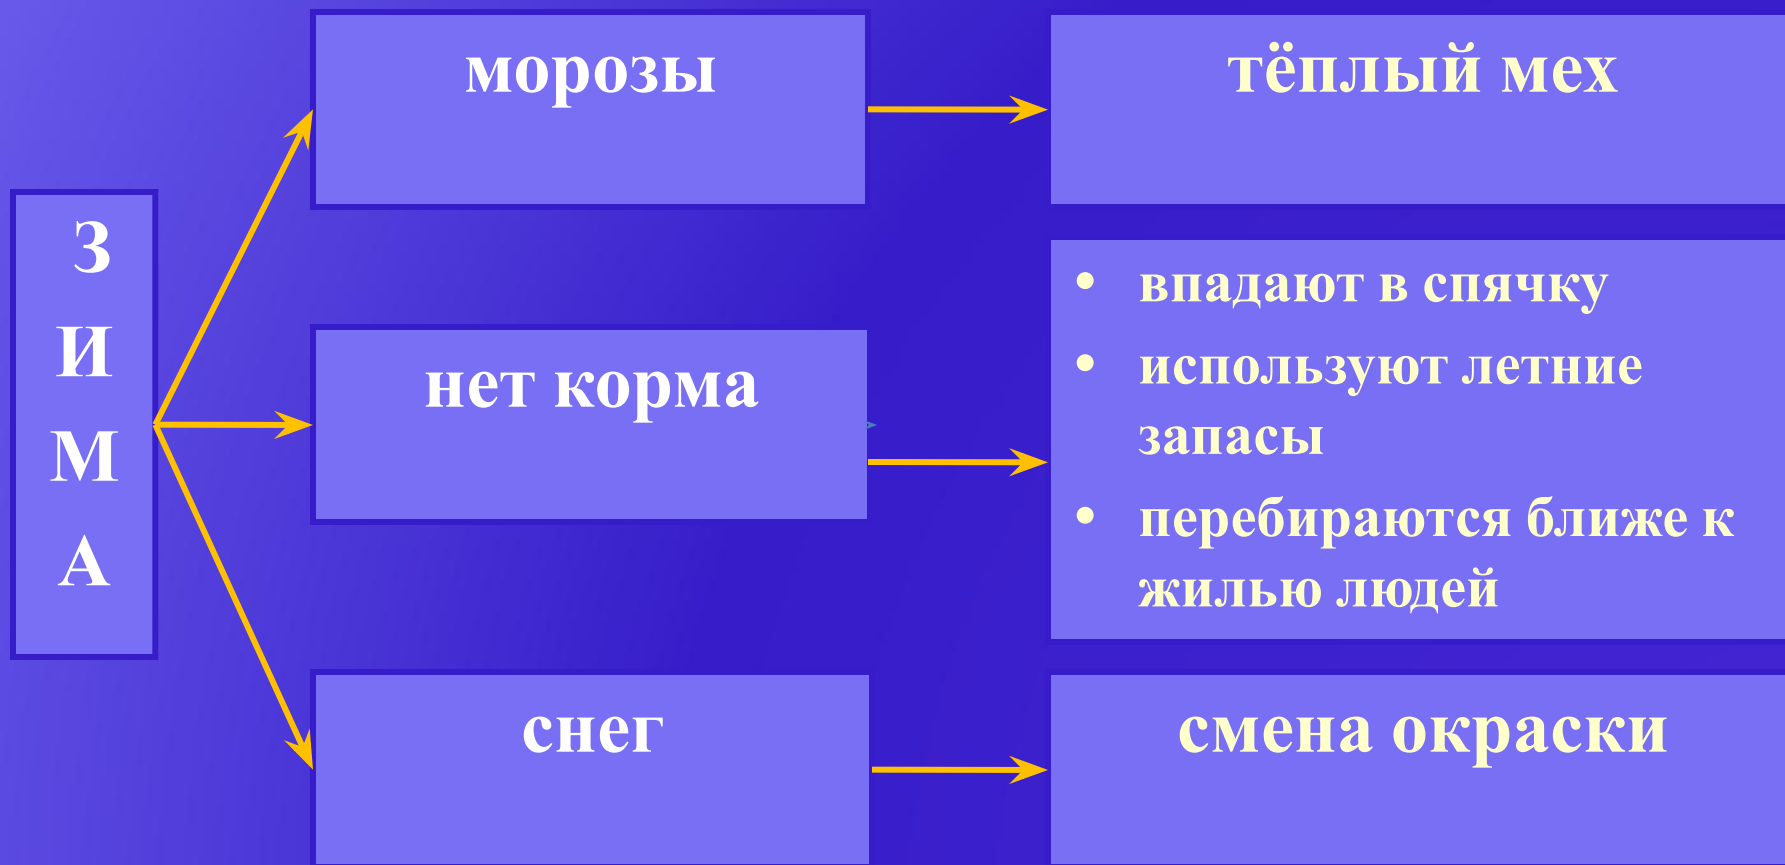 З
И
М
А
морозы
тёплый мех
нет корма
• впадают в спячку
• используют летние
запасы
• перебираются ближе к
жилью людей
снег
смена окраски